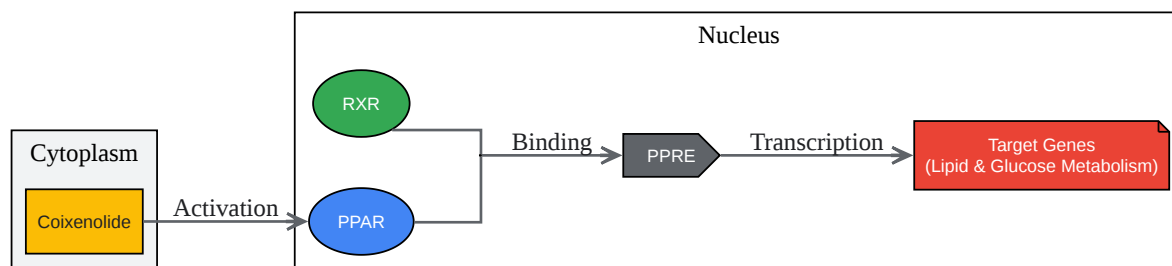 Nucleus
RXR
Cytoplasm
Binding
PPRE
Transcription
Target Genes
(Lipid & Glucose Metabolism)
Coixenolide
Activation
PPAR